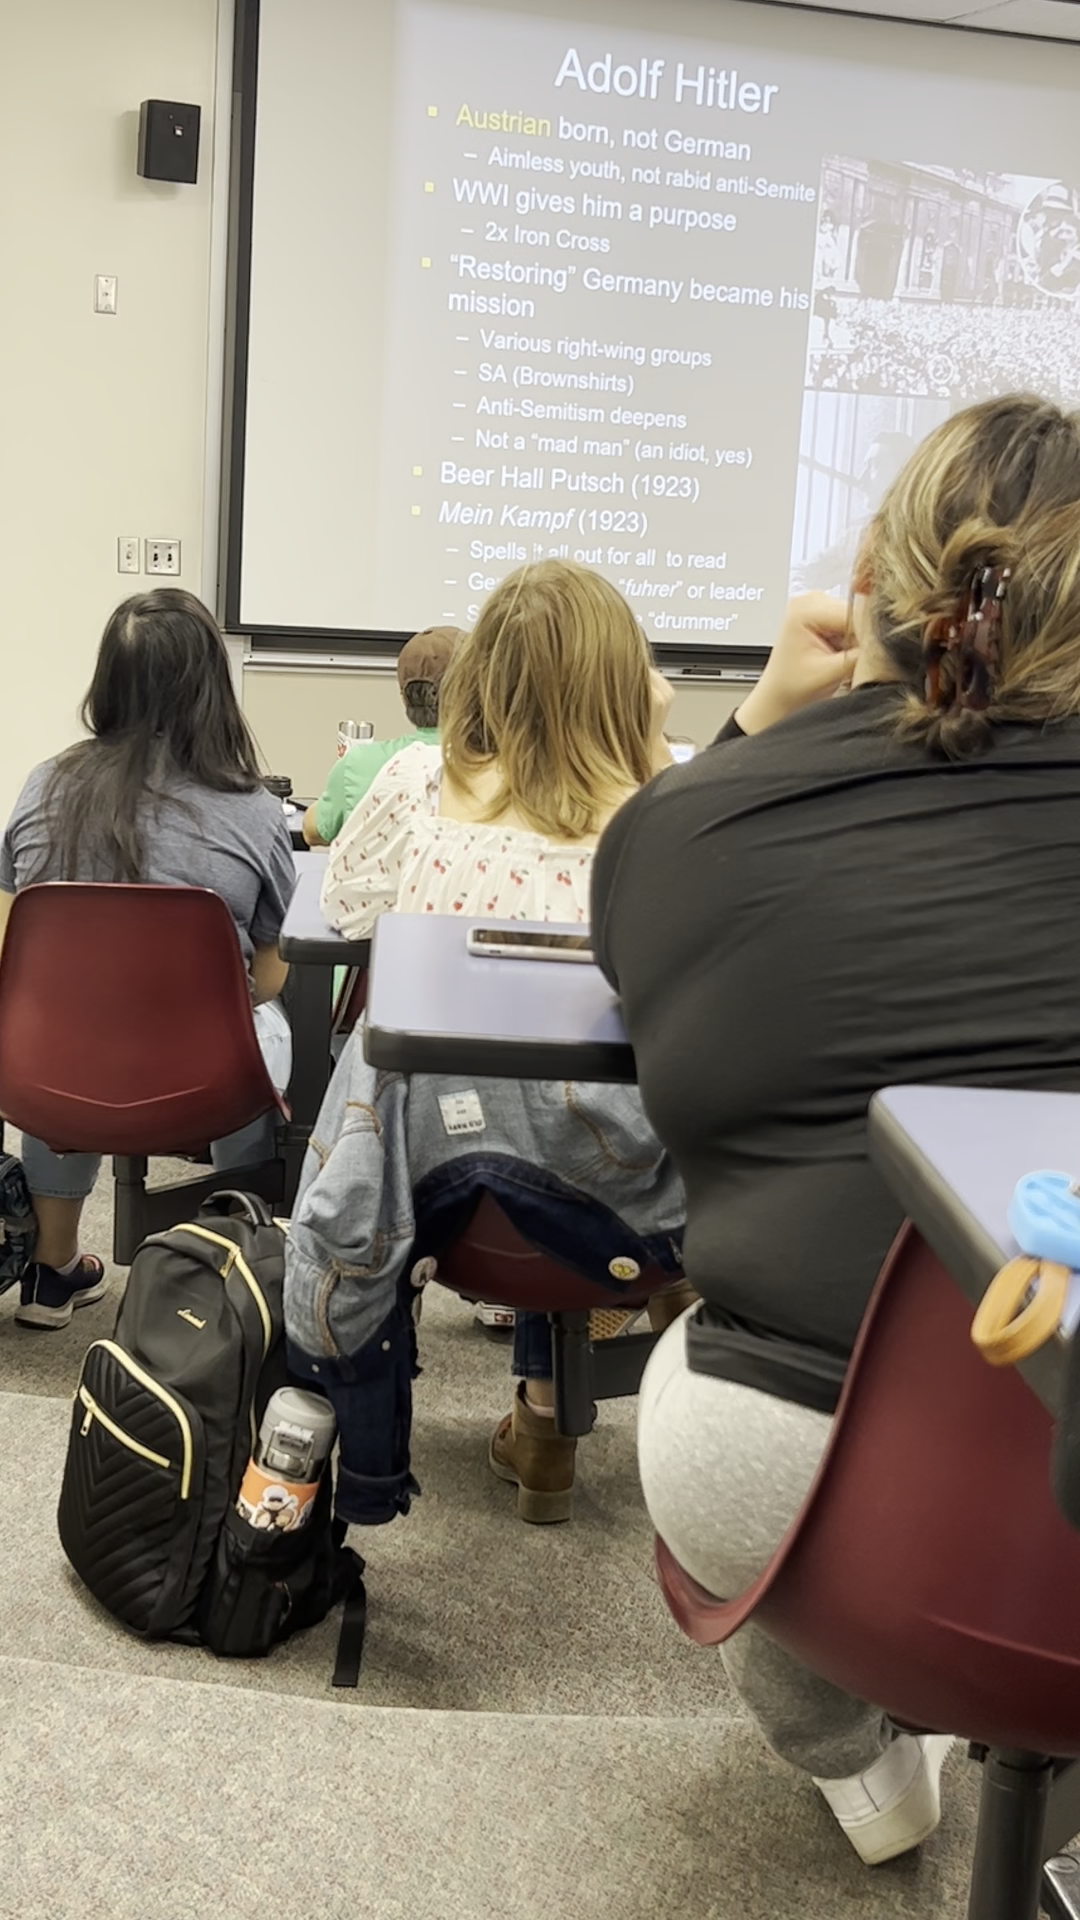 Adolf Hitler
▪ Austrian born, not German
– Aimless youth, not rabid anti-Semite
▪ WWI gives him a purpose
– 2x Iron Cross
▪ “Restoring” Germany became his
mission
– Various right-wing groups
– SA (Brownshirts)
– Anti-Semitism deepens
– Not a “mad man” (an idiot, yes)
▪ Beer Hall Putsch (1923)
▪ Mein Kampf (1923)
– Spells it all out for all to read
– “fuhrer” or leader
– “drummer”